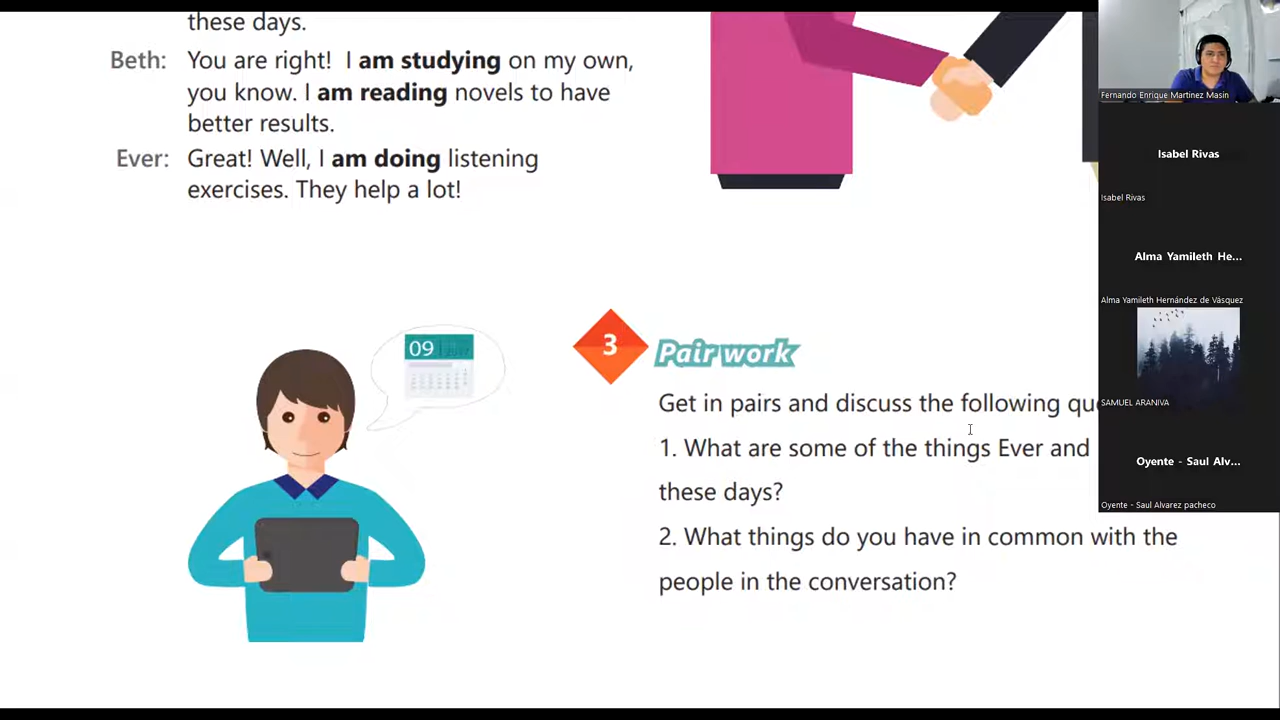 these days.
Beth: You are right! I am studying on my own,
you know. I am reading novels to have
better results.
Ever: Great! Well, I am doing listening
exercises. They help a lot!
09
3
Pair work
Get in pairs and discuss the following
1. What are some of the things Ever and
these days?
2. What things do you have in common with the
people in the conversation?
Fernando Enrique Martínez Masin
Isabel Rivas
Isabel Rivas
Alma Yamileth He...
Alma Yamileth Hernández de Vásquez
SAMUEL ARANIVA
Oyente - Saul Alv...
Oyente - Saul Alvarez pacheco